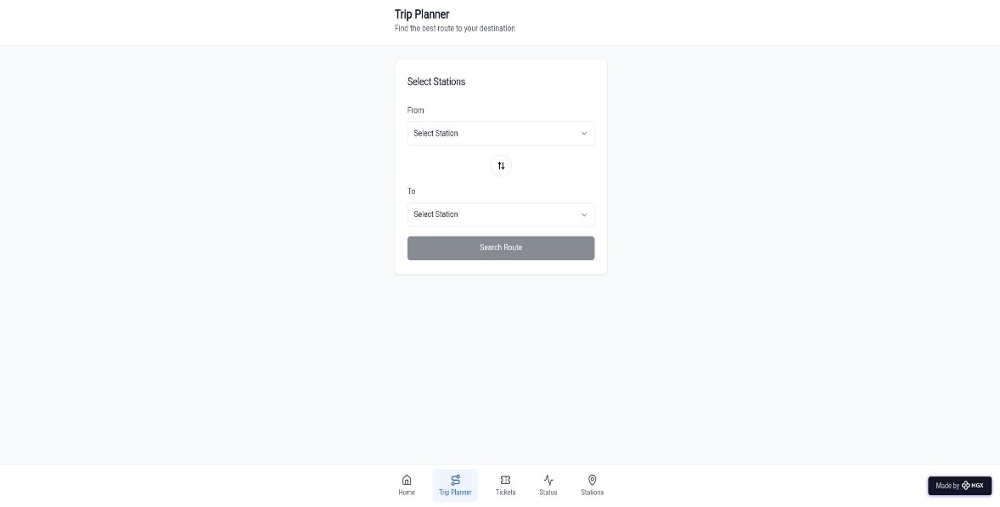 Trip Planner
Find the best route to your destination
Select Stations
From
Select Station
To
Select Station
Search Route
Home
Trip Planner
Tickets
Status
Stations
Made by MGX